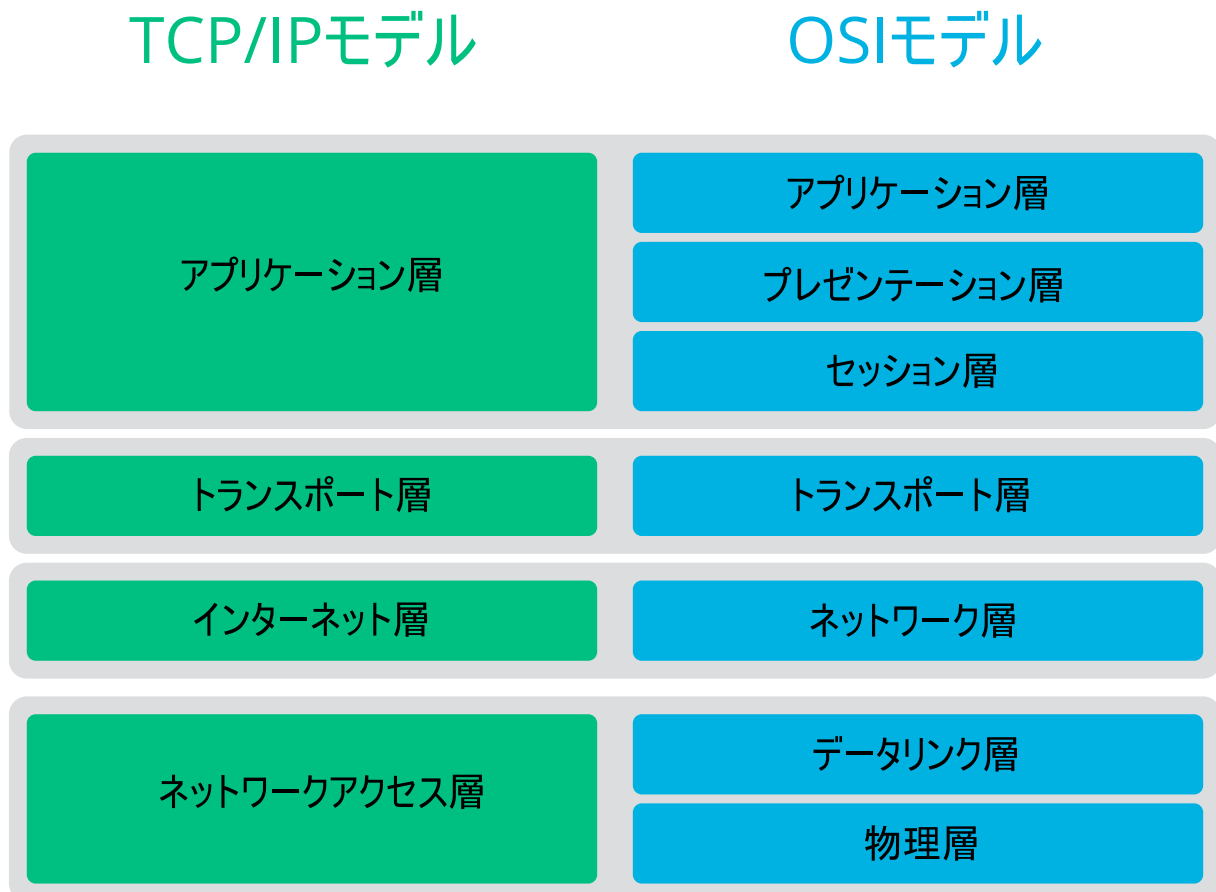 TCP/IPモデル
OSIモデル
アプリケーション層
アプリケーション層
プレゼンテーション層
セッション層
トランスポート層
トランスポート層
インターネット層
ネットワーク層
ネットワークアクセス層
データリンク層
物理層